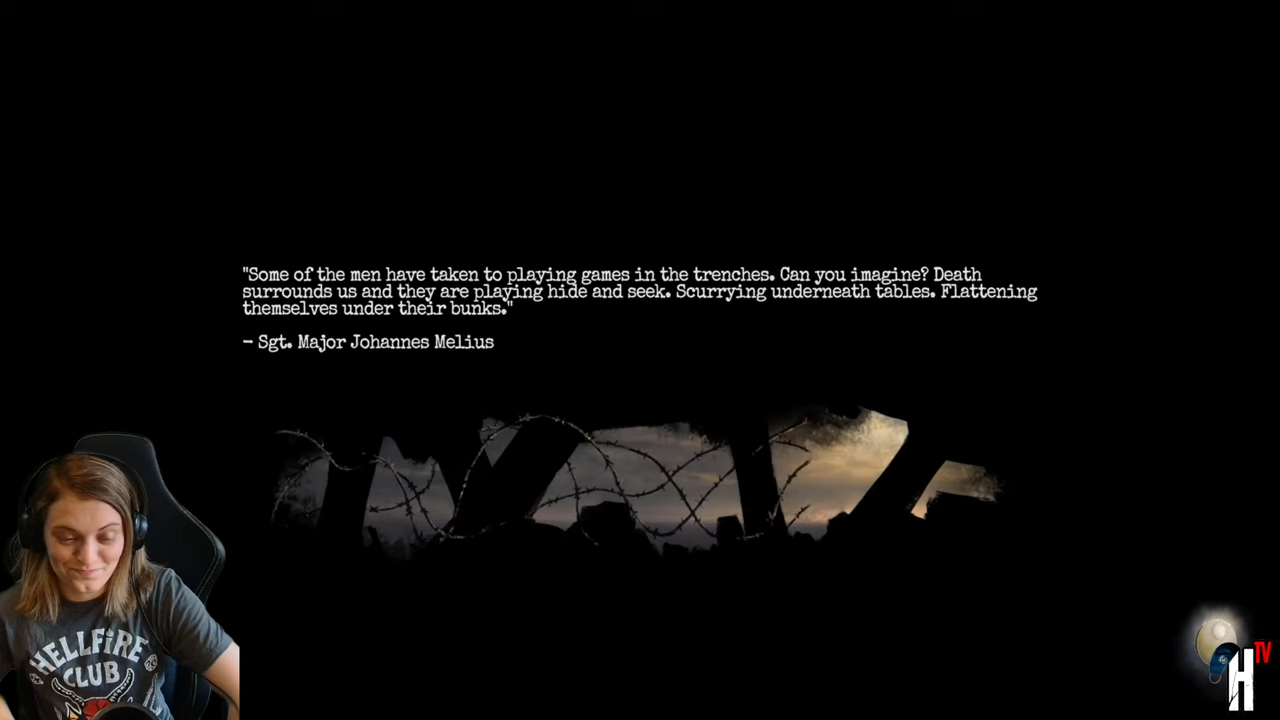 "Some of the men have taken to playing games in the trenches. Can you imagine? Death
surrounds us and they are playing hide and seek. Scurrying underneath tables. Flattening
themselves under their bunks."
- Sgt. Major Johannes Melius
HELLFIRE
CLUB
H TV